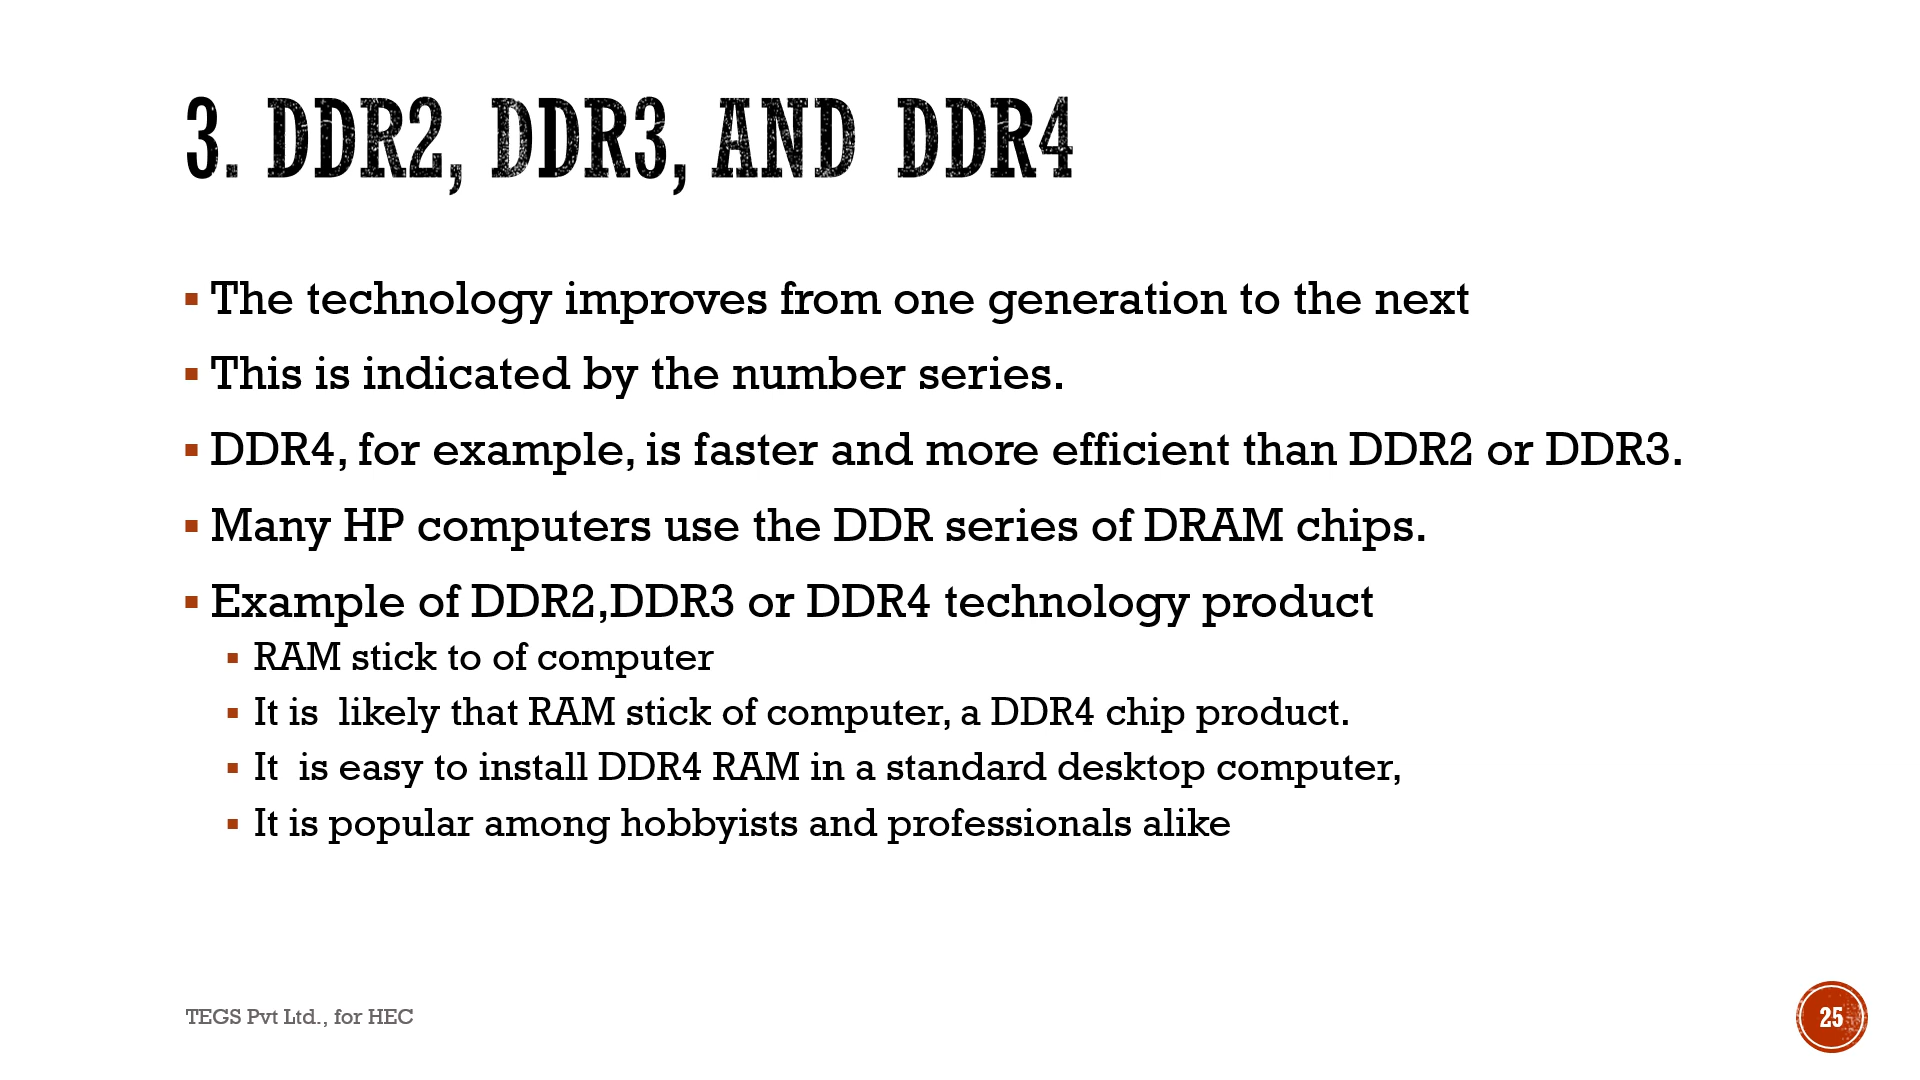 3. DDR2, DDR3, AND DDR4
▪ The technology improves from one generation to the next
▪ This is indicated by the number series.
▪ DDR4, for example, is faster and more efficient than DDR2 or DDR3.
▪ Many HP computers use the DDR series of DRAM chips.
▪ Example of DDR2,DDR3 or DDR4 technology product
▪ RAM stick to of computer
▪ It is  likely that RAM stick of computer, a DDR4 chip product.
▪ It  is easy to install DDR4 RAM in a standard desktop computer,
▪ It is popular among hobbyists and professionals alike
TEGS Pvt Ltd., for HEC
25